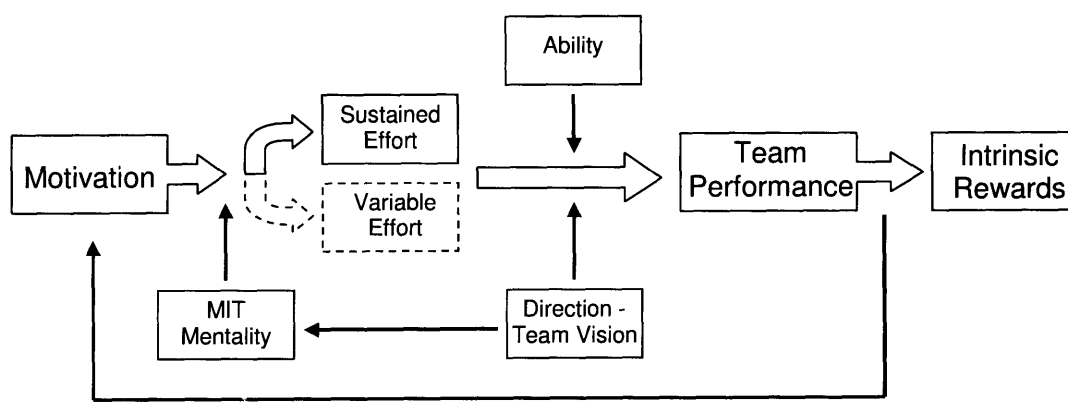 Ability
Sustained
Effort
Motivation
Variable
Effort
Team
Performance
Intrinsic
Rewards
MIT
Mentality
Direction -
Team Vision